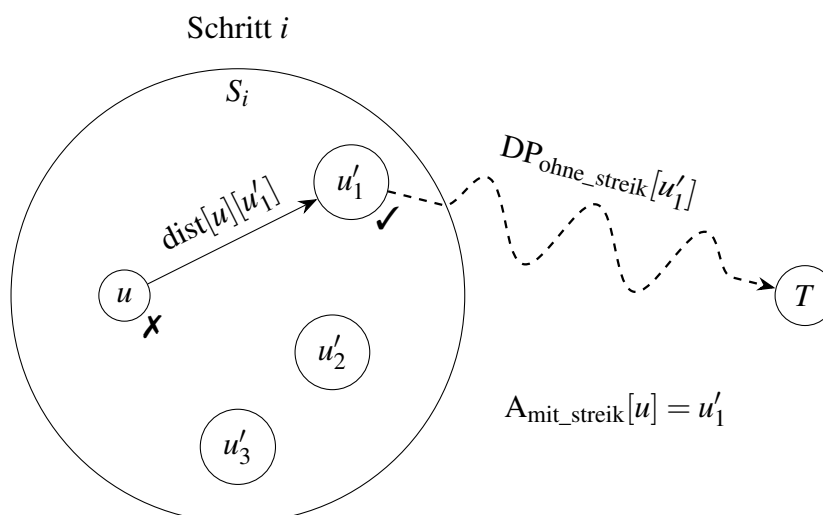 Schritt i
S_i
u′_1
DP_ohne_streik[u′_1]
dist[u][u′_1]
✓
u
✗
T
u′_2
A_mit_streik[u] = u′_1
u′_3